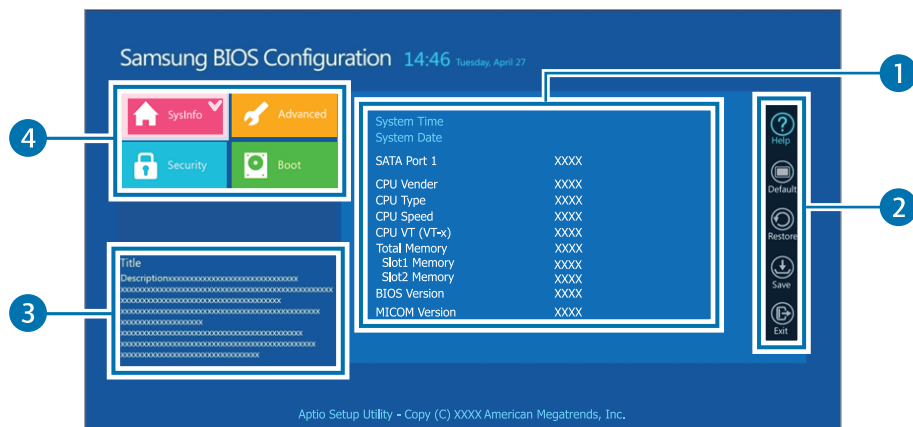 Samsung BIOS Configuration 14:46 Tuesday, April 27
1
4
SysInfo
Advanced
Security
Boot
System Time
System Date
SATA Port 1 XXXX
CPU Vender XXXX
CPU Type XXXX
CPU Speed XXXX
CPU VT (VT-x) XXXX
Total Memory XXXX
Slot1 Memory XXXX
Slot2 Memory XXXX
BIOS Version XXXX
MICOM Version XXXX
Help
Default
Restore
Save
Exit
2
3
Title
Aptio Setup Utility - Copy (C) XXXX American Megatrends, Inc.